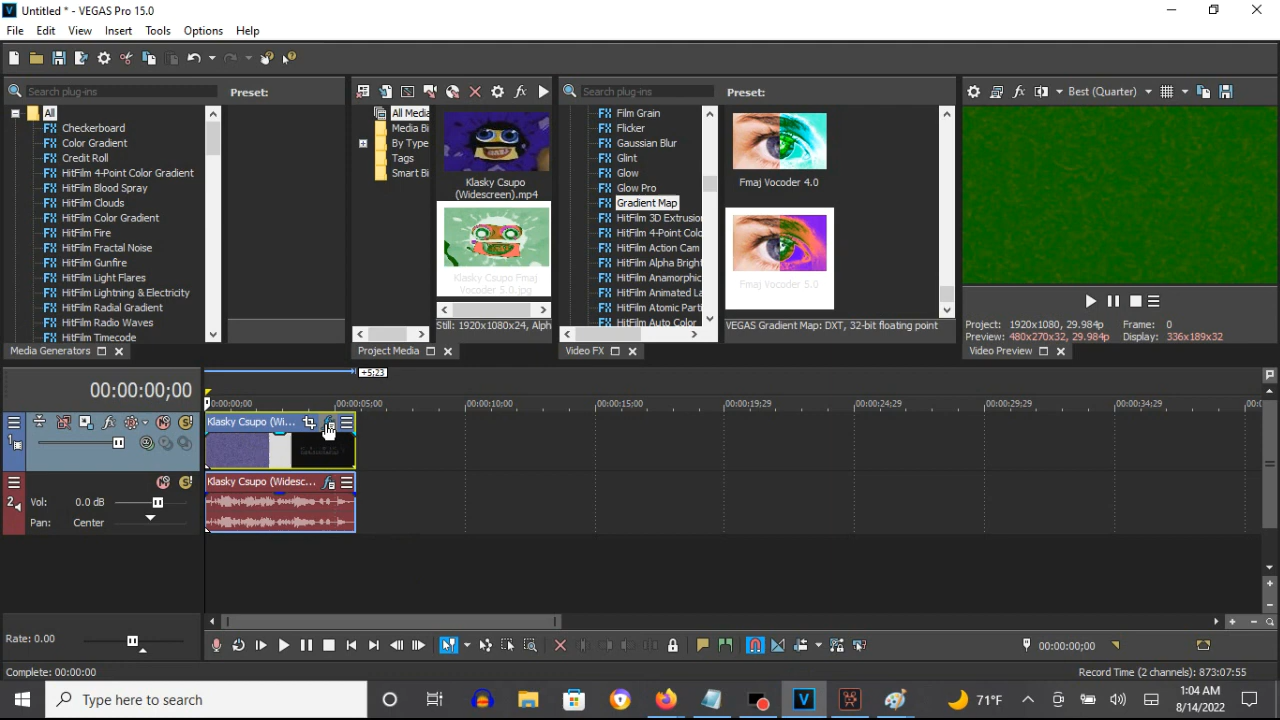 Untitled * - VEGAS Pro 15.0
File Edit View Insert Tools Options Help
Search plug-ins
Preset:
All
Checkerboard
Color Gradient
Credit Roll
HitFilm 4-Point Color Gradient
HitFilm Blood Spray
HitFilm Clouds
HitFilm Color Gradient
HitFilm Fire
HitFilm Fractal Noise
HitFilm Gunfire
HitFilm Light Flares
HitFilm Lightning & Electricity
HitFilm Radial Gradient
HitFilm Radio Waves
HitFilm Timecode
Media Generators
All Media
Media Bi
By Type
Tags
Smart Bi
Klasky Csupo
(Widescreen).mp4
Klasky Csupo Fmaj
Vocoder 5.0.jpg
Still: 1920x1080x24, Alph
Project Media
Search plug-ins
Preset:
Film Grain
Flicker
Gaussian Blur
Glint
Glow
Glow Pro
Gradient Map
HitFilm 3D Extrusion
HitFilm 4-Point Colo
HitFilm Action Cam
HitFilm Alpha Bright
HitFilm Anamorphic
HitFilm Animated La
HitFilm Atomic Parti
HitFilm Auto Color
Fmaj Vocoder 4.0
Fmaj Vocoder 5.0
VEGAS Gradient Map: DXT, 32-bit floating point
Video FX
Best (Quarter)
Project: 1920x1080, 29.984p
Frame: 0
Preview: 480x270x32, 29.984p
Display: 336x189x32
Video Preview
00:00:00;00
+5;23
0:00:00;00 00:00:05;00 00:00:10;00 00:00:15;00 00:00:19;29 00:00:24;29 00:00:29;29 00:00:34;29
1
Klasky Csupo (Wi...
2
Vol: 0.0 dB
Pan: Center
Klasky Csupo (Widesc...
Rate: 0.00
00:00:00;00
Complete: 00:00:00
Record Time (2 channels): 873:07:55
Type here to search
71°F
1:04 AM
8/14/2022